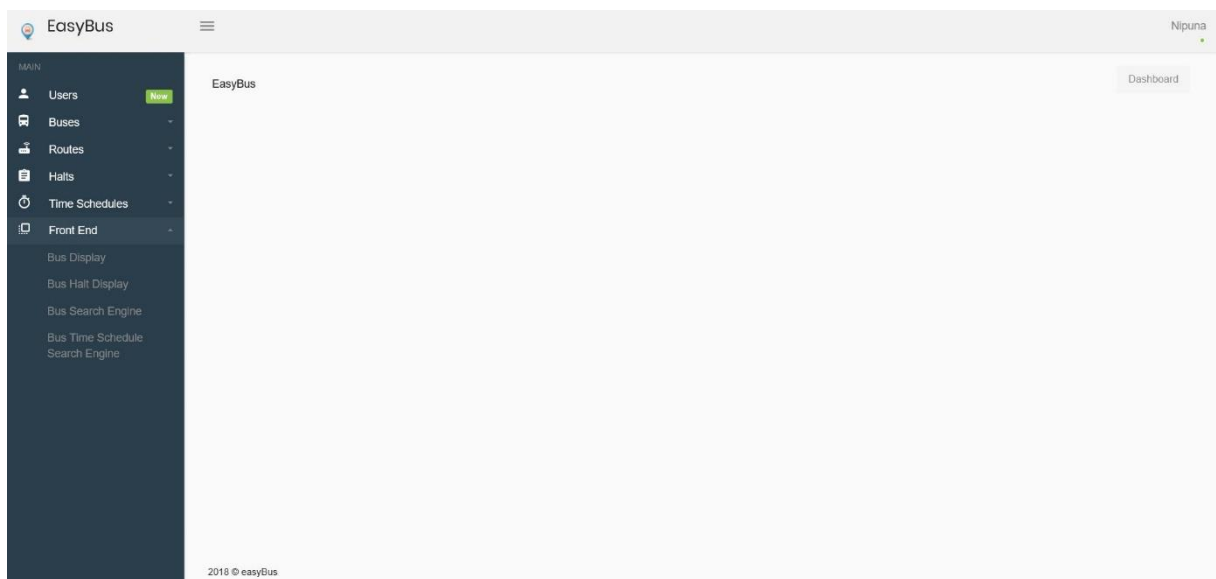 EasyBus
Nipuna
MAIN
Users New
Buses
Routes
Halts
Time Schedules
Front End
Bus Display
Bus Halt Display
Bus Search Engine
Bus Time Schedule
Search Engine
EasyBus
Dashboard
2018 © easyBus